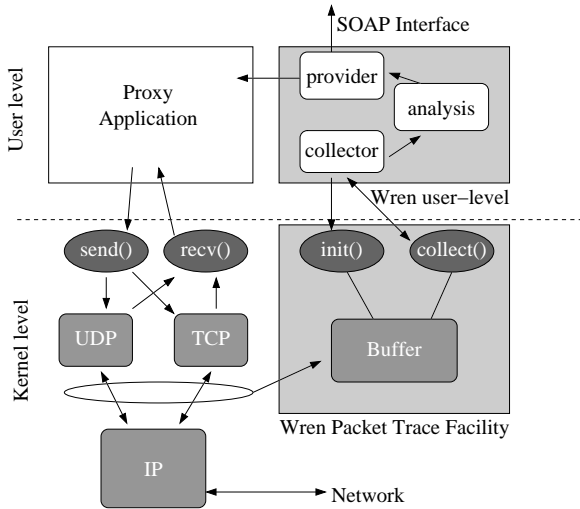 SOAP Interface
User level
Proxy
Application
provider
analysis
collector
Wren user−level
Kernel level
send()
recv()
init()
collect()
UDP
TCP
Buffer
Wren Packet Trace Facility
IP
Network